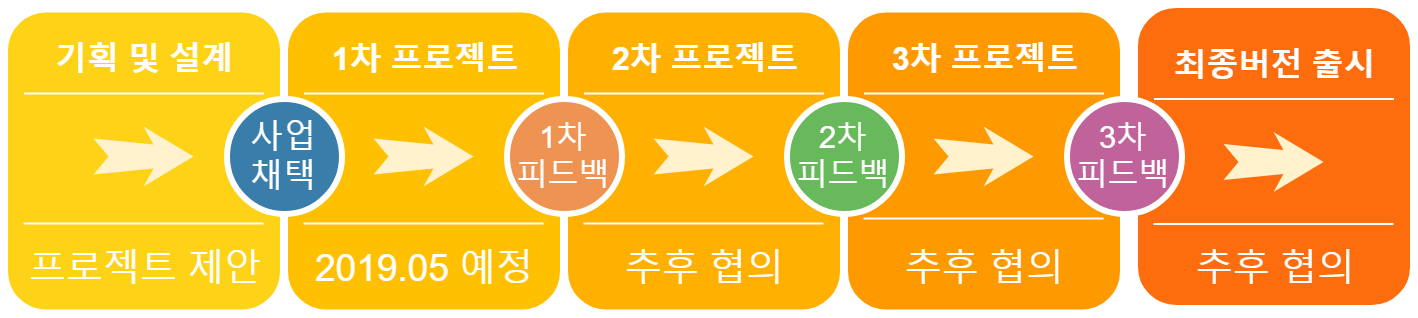 기획 및 설계
1차 프로젝트
2차 프로젝트
3차 프로젝트
최종버전 출시
사업
채택
1차
피드백
2차
피드백
3차
피드백
프로젝트 제안
2019.05 예정
추후 협의
추후 협의
추후 협의